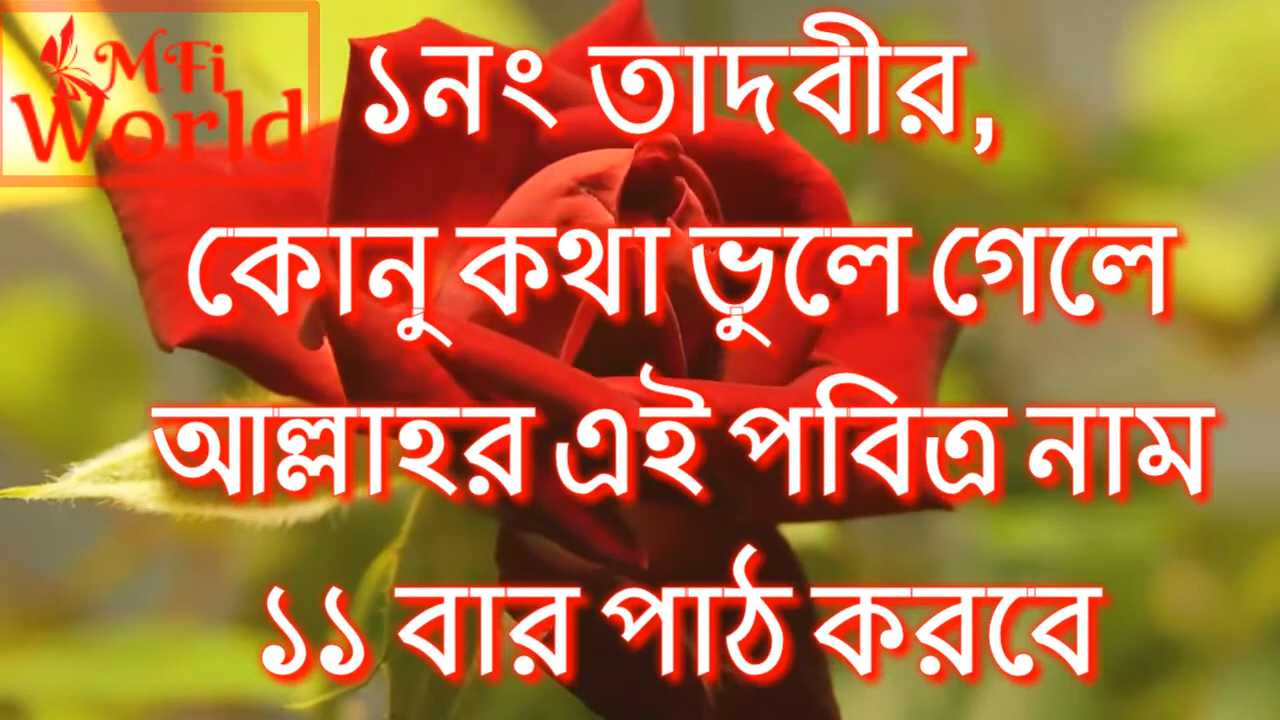 MFi
World
১নং তাদবীর,
কোনু কথা ভুলে গেলে
আল্লাহর এই পবিত্র নাম
১১ বার পাঠ করবে